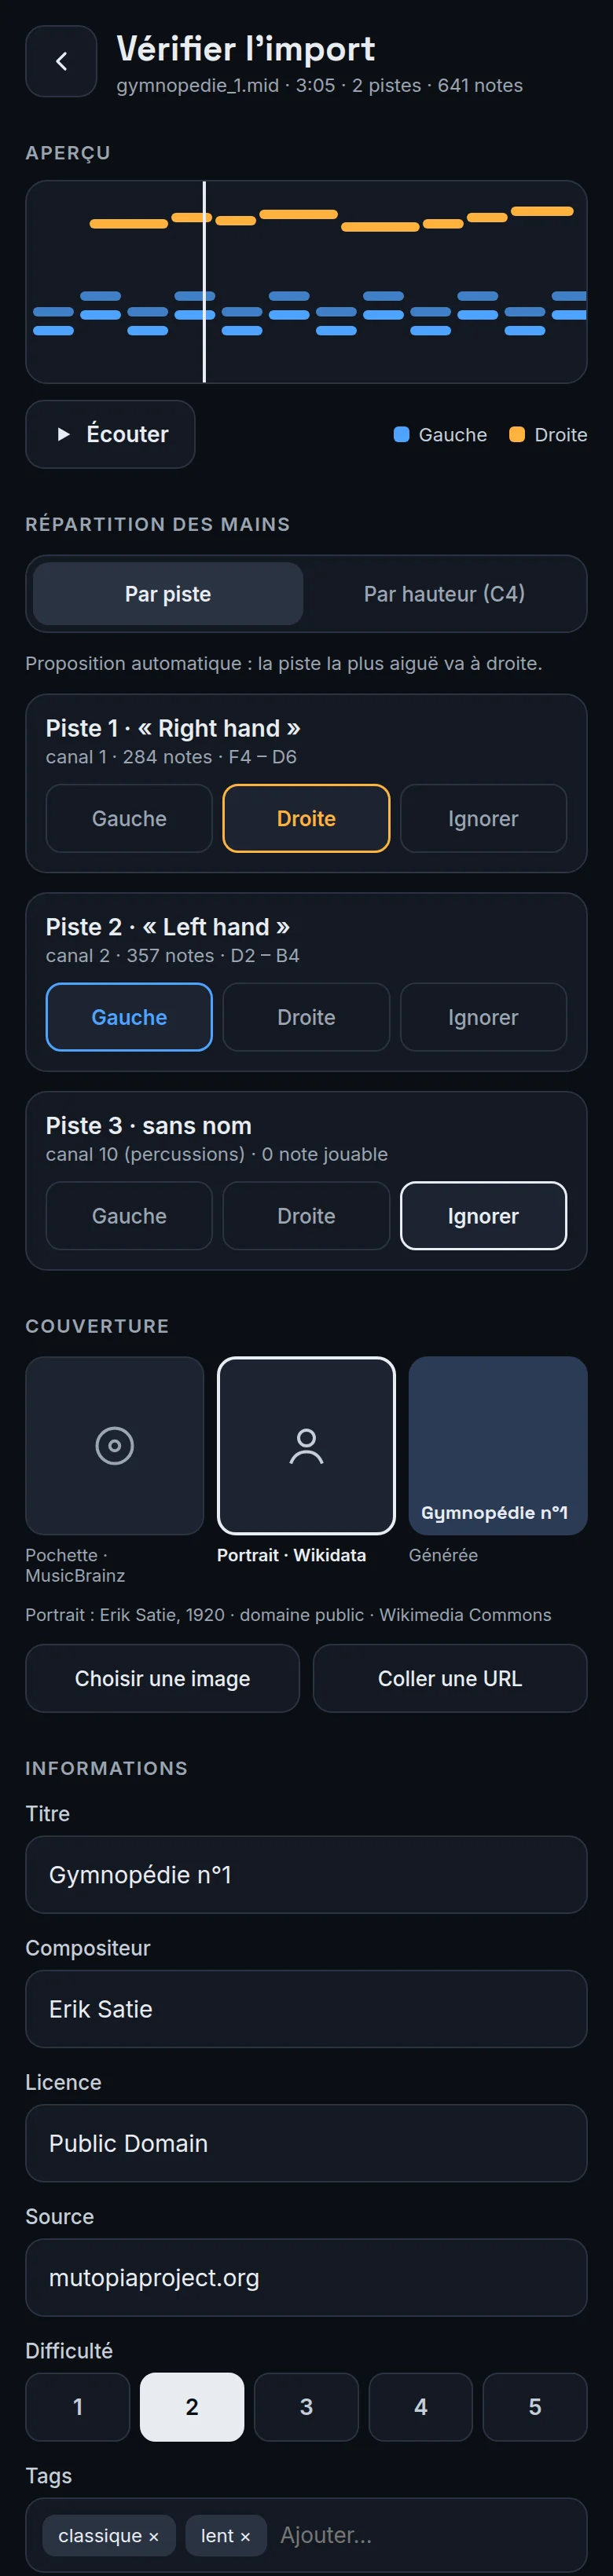 Vérifier l’import
gymnopedie_1.mid · 3:05 · 2 pistes · 641 notes
APERÇU
Écouter
Gauche
Droite
RÉPARTITION DES MAINS
Par piste
Par hauteur (C4)
Proposition automatique : la piste la plus aiguë va à droite.
Piste 1 · « Right hand »
canal 1 · 284 notes · F4 – D6
Gauche
Droite
Ignorer
Piste 2 · « Left hand »
canal 2 · 357 notes · D2 – B4
Gauche
Droite
Ignorer
Piste 3 · sans nom
canal 10 (percussions) · 0 note jouable
Gauche
Droite
Ignorer
COUVERTURE
Gymnopédie n°1
Pochette ·
MusicBrainz
Portrait · Wikidata
Générée
Portrait : Erik Satie, 1920 · domaine public · Wikimedia Commons
Choisir une image
Coller une URL
INFORMATIONS
Titre
Gymnopédie n°1
Compositeur
Erik Satie
Licence
Public Domain
Source
mutopiaproject.org
Difficulté
1
2
3
4
5
Tags
classique ×
lent ×
Ajouter…